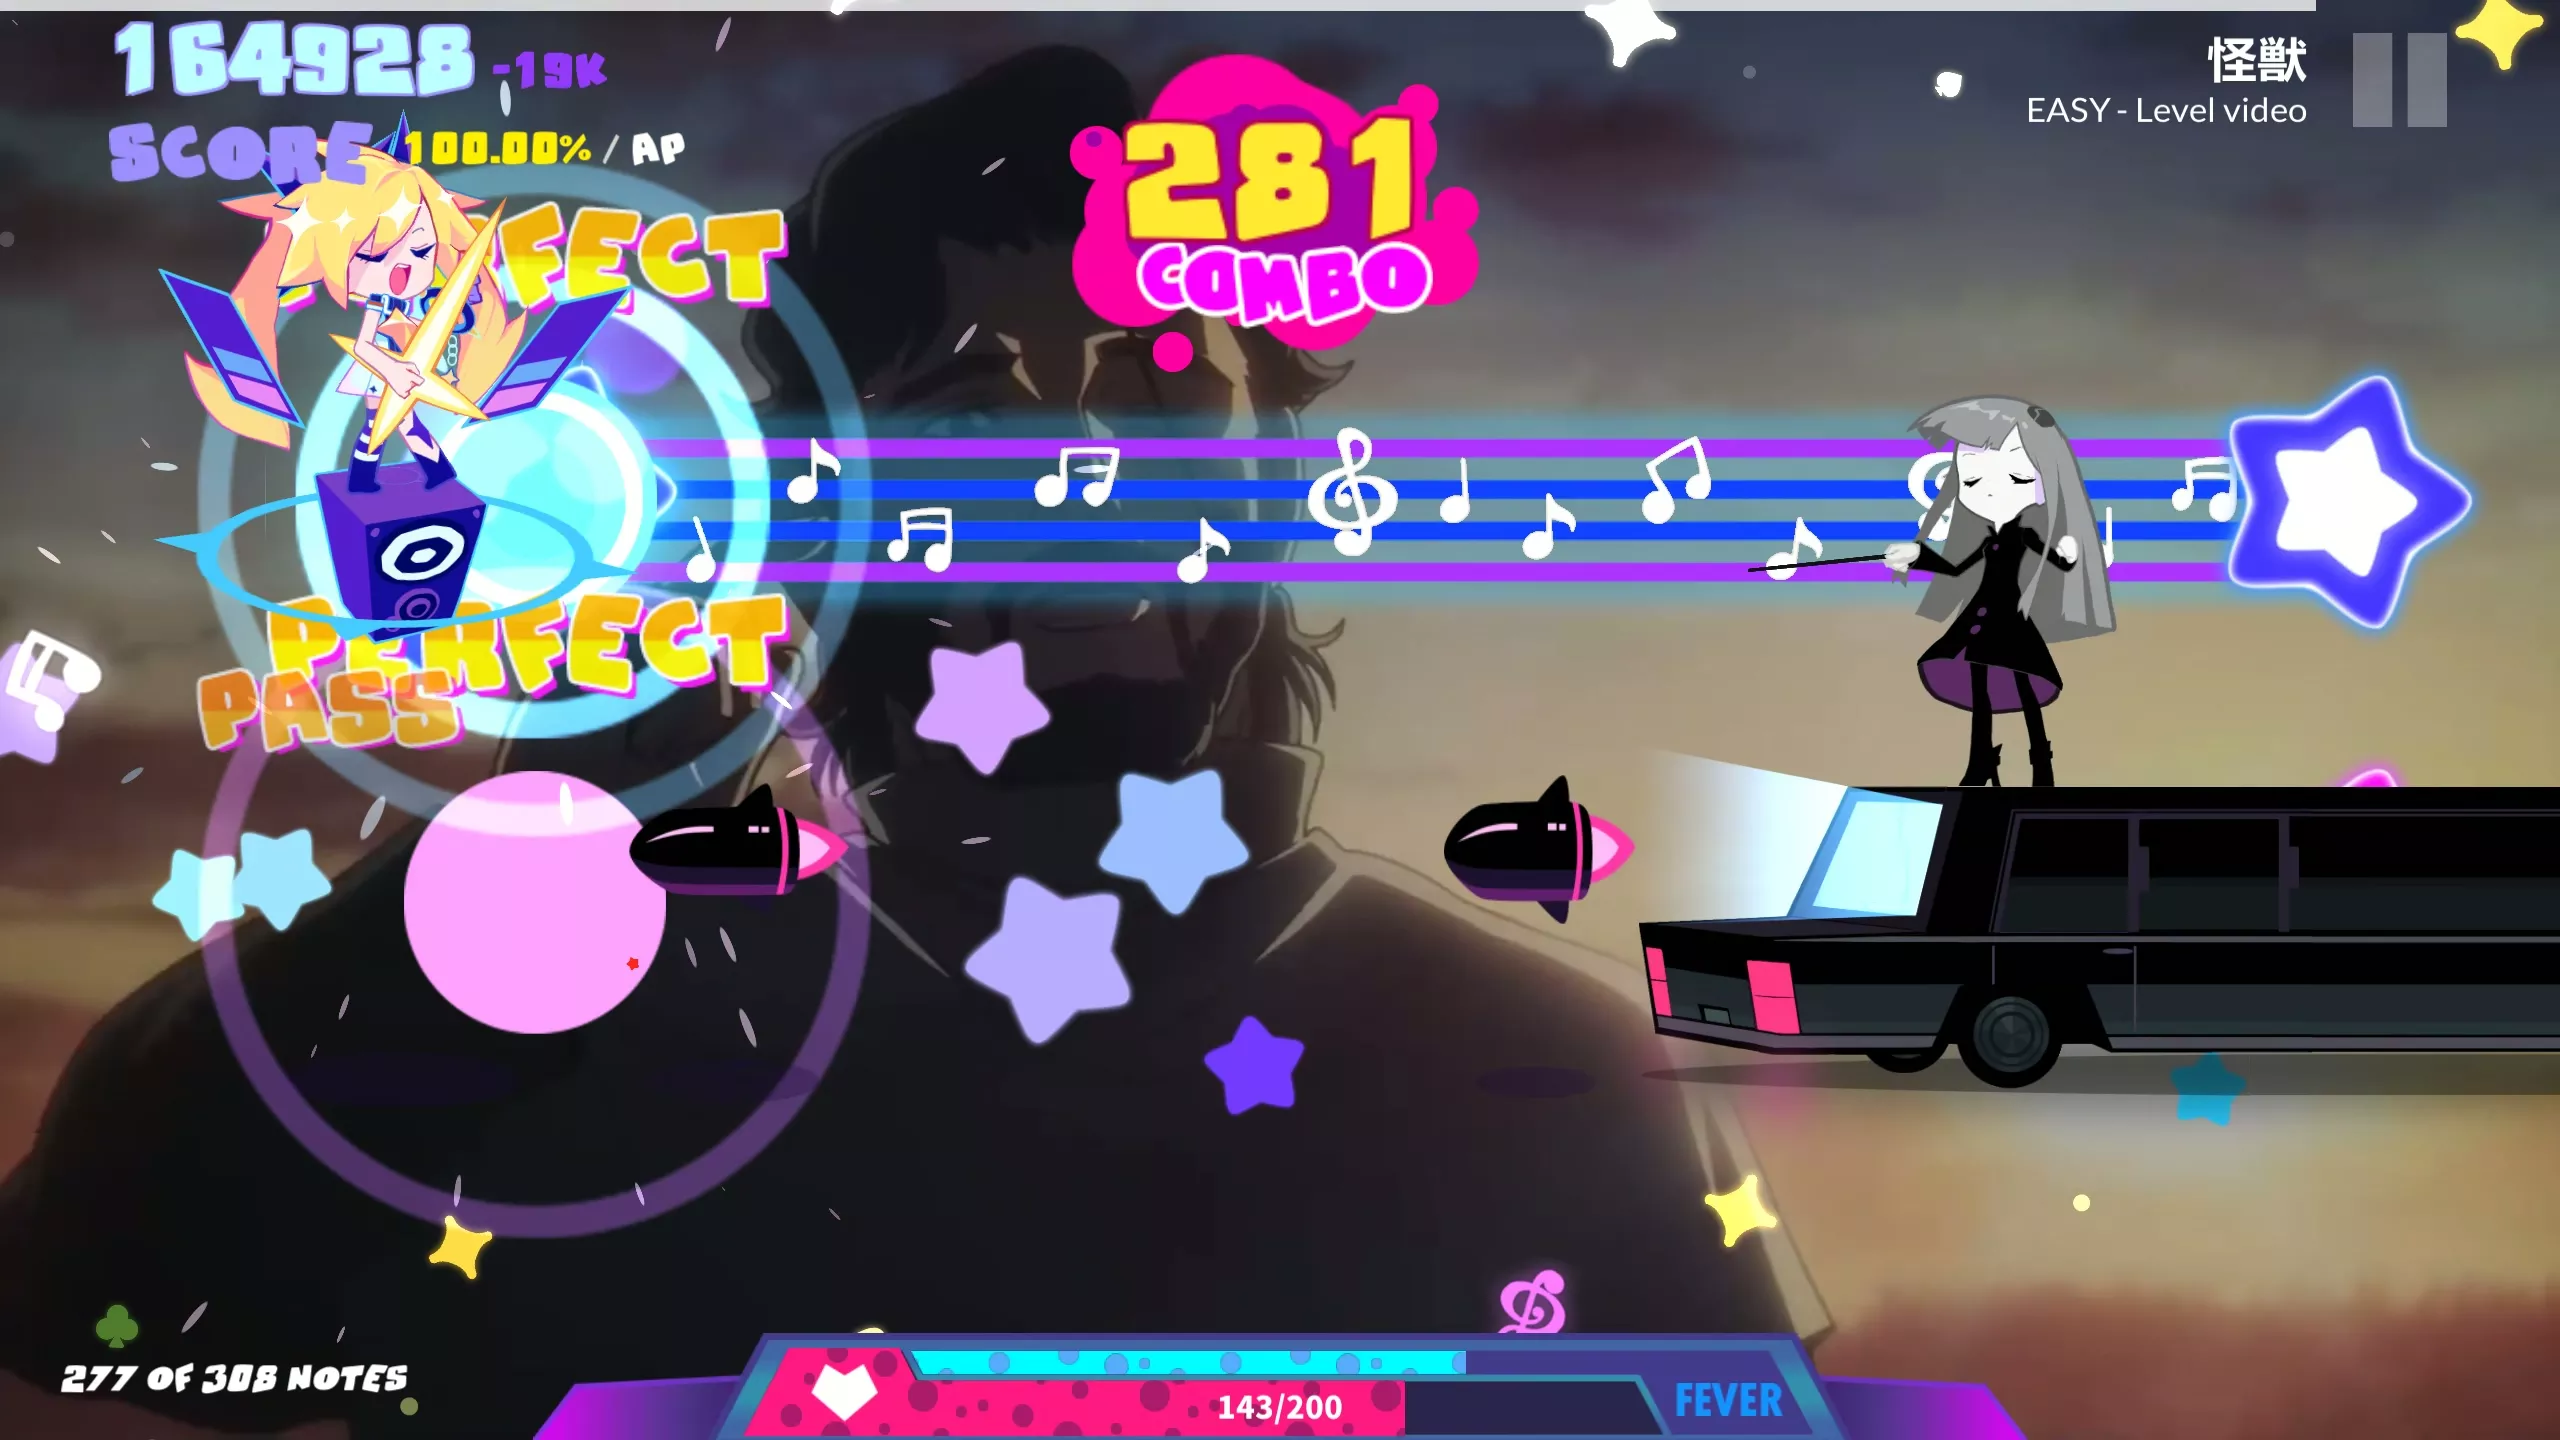 164928 -19K
SCORE 100.00% / AP
281
COMBO
怪獣
EASY - Level video
PERFECT
PERFECT
PASS
277 OF 308 NOTES
143/200
FEVER